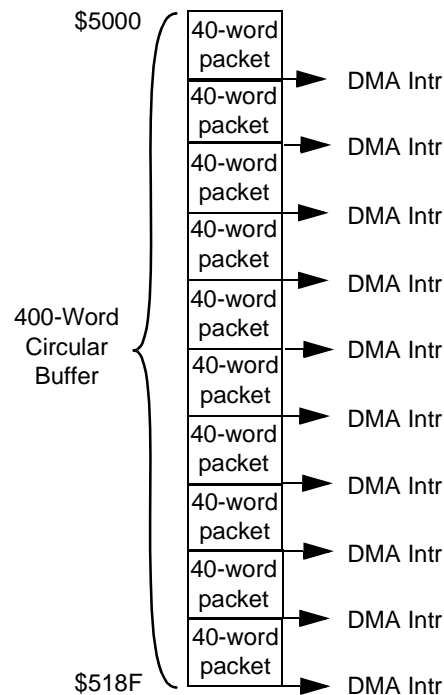 $5000
40-word
packet
DMA Intr
40-word
packet
DMA Intr
40-word
packet
DMA Intr
40-word
packet
DMA Intr
400-Word
Circular
Buffer
40-word
packet
DMA Intr
40-word
packet
DMA Intr
40-word
packet
DMA Intr
40-word
packet
DMA Intr
40-word
packet
DMA Intr
40-word
packet
$518F
DMA Intr